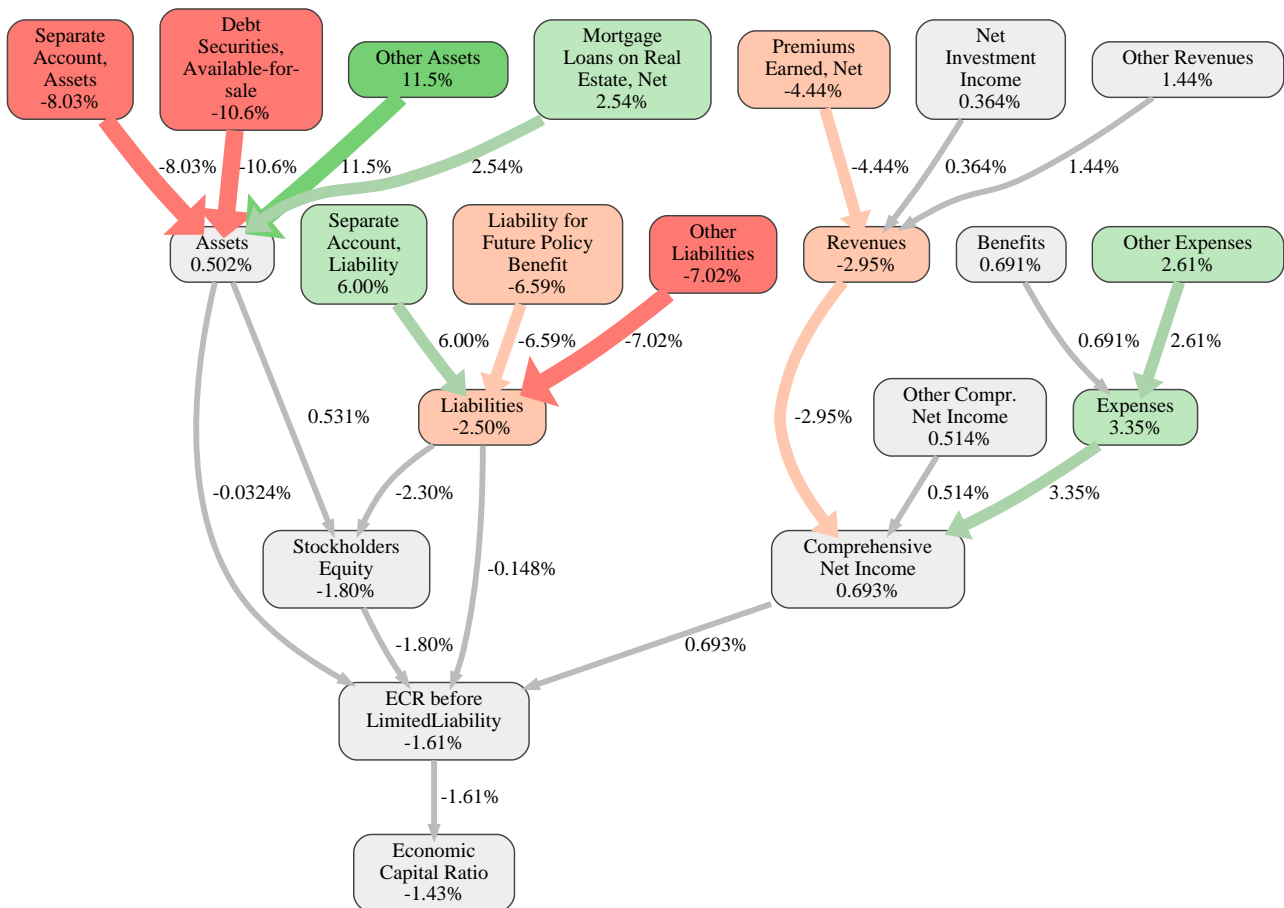 Separate
Account,
Assets
-8.03%
Debt
Securities,
Available-for-
sale
-10.6%
Other Assets
11.5%
Mortgage
Loans on Real
Estate, Net
2.54%
Premiums
Earned, Net
-4.44%
Net
Investment
Income
0.364%
Other Revenues
1.44%
-8.03%
-10.6%
11.5%
2.54%
-4.44%
0.364%
1.44%
Assets
0.502%
Separate
Account,
Liability
6.00%
Liability for
Future Policy
Benefit
-6.59%
Other
Liabilities
-7.02%
Revenues
-2.95%
Benefits
0.691%
Other Expenses
2.61%
6.00%
-6.59%
-7.02%
0.691%
2.61%
0.531%
Liabilities
-2.50%
-2.95%
Other Compr.
Net Income
0.514%
Expenses
3.35%
-0.0324%
-2.30%
0.514%
3.35%
Stockholders
Equity
-1.80%
-0.148%
Comprehensive
Net Income
0.693%
-1.80%
0.693%
ECR before
LimitedLiability
-1.61%
-1.61%
Economic
Capital Ratio
-1.43%